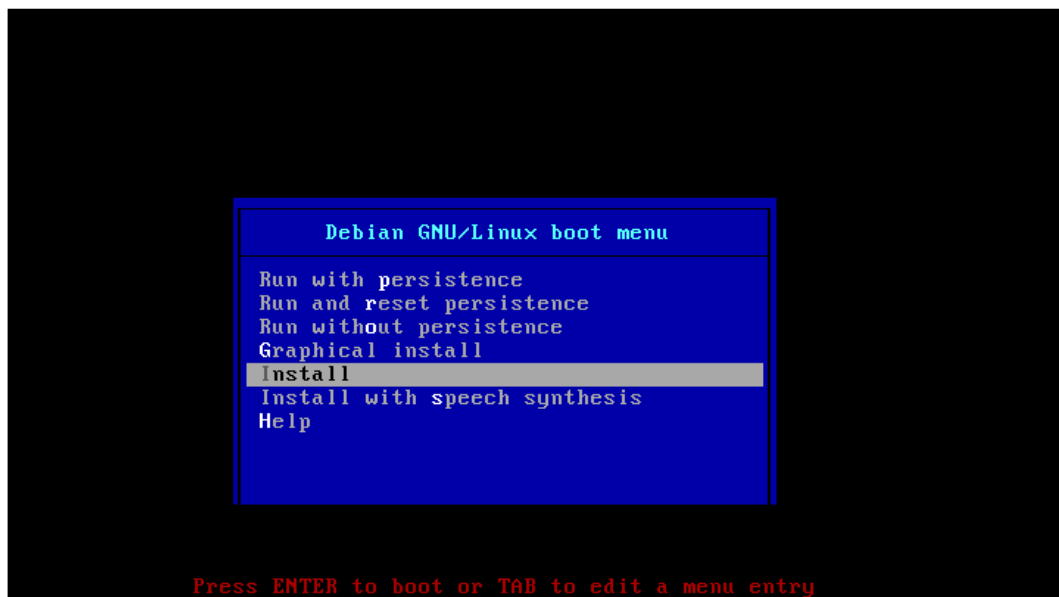 Debian GNU/Linux boot menu
Run with persistence
Run and reset persistence
Run without persistence
Graphical install
Install
Install with speech synthesis
Help
Press ENTER to boot or TAB to edit a menu entry